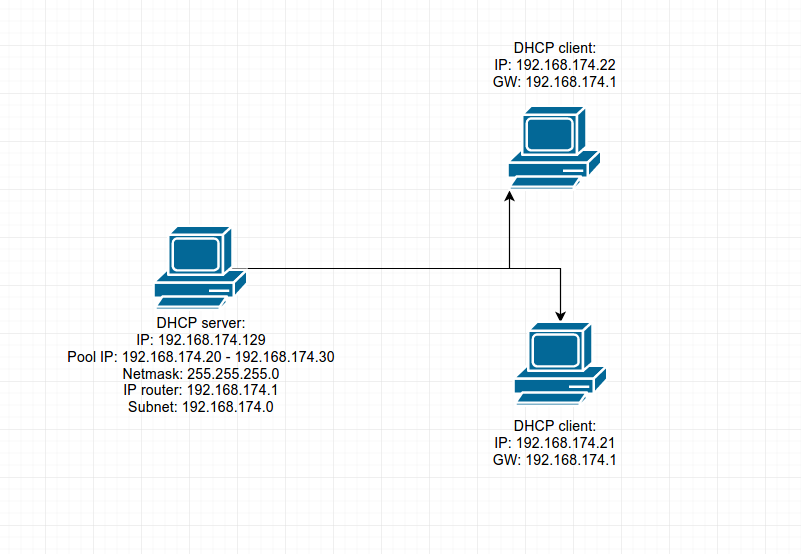 DHCP client:
IP: 192.168.174.22
GW: 192.168.174.1
DHCP server:
IP: 192.168.174.129
Pool IP: 192.168.174.20 - 192.168.174.30
Netmask: 255.255.255.0
IP router: 192.168.174.1
Subnet: 192.168.174.0
DHCP client:
IP: 192.168.174.21
GW: 192.168.174.1